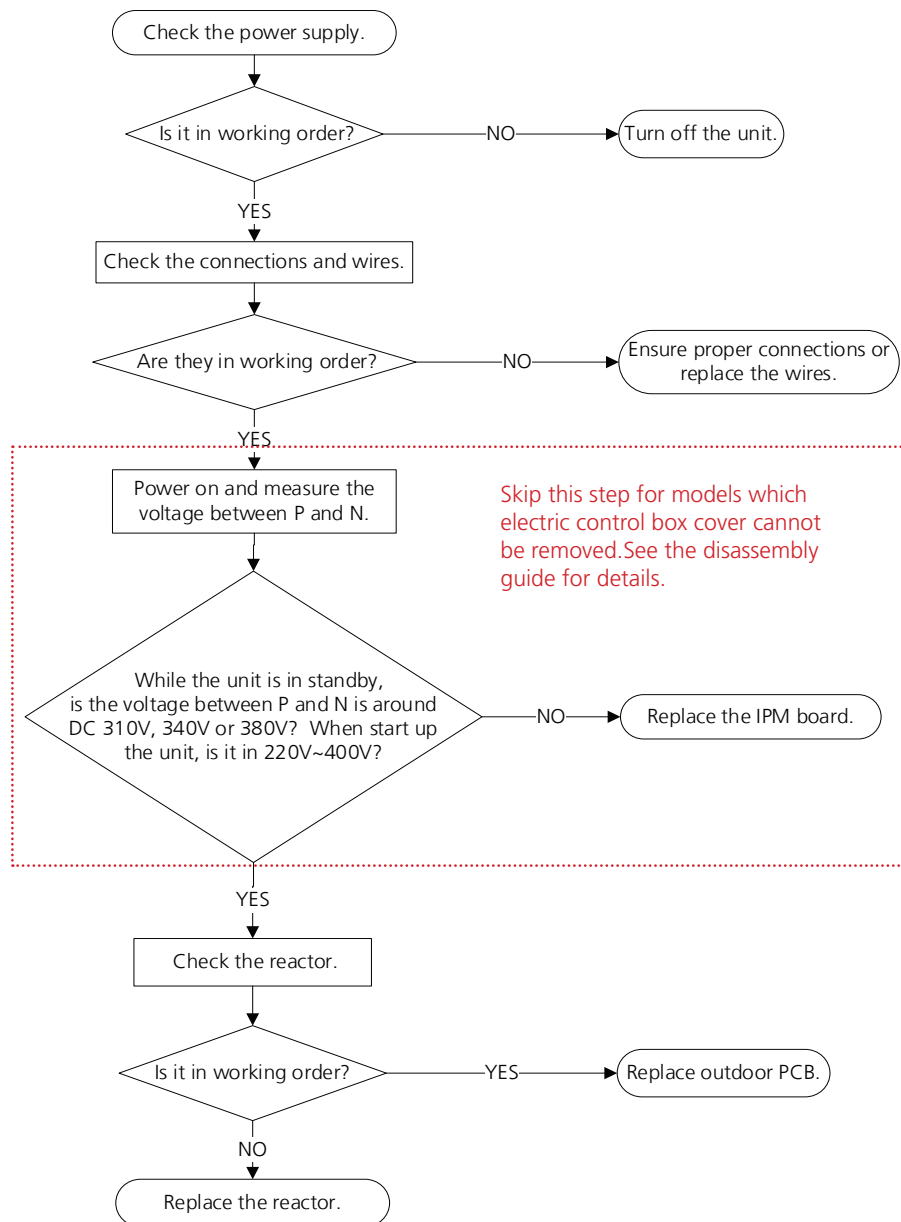 Check the power supply.
Is it in working order?
NO
Turn off the unit.
YES
Check the connections and wires.
Are they in working order?
NO
Ensure proper connections or
replace the wires.
YES
Power on and measure the
voltage between P and N.
Skip this step for models which
electric control box cover cannot
be removed.See the disassembly
guide for details.
While the unit is in standby,
is the voltage between P and N is around
DC 310V, 340V or 380V? When start up
the unit, is it in 220V~400V?
NO
Replace the IPM board.
YES
Check the reactor.
Is it in working order?
YES
Replace outdoor PCB.
NO
Replace the reactor.